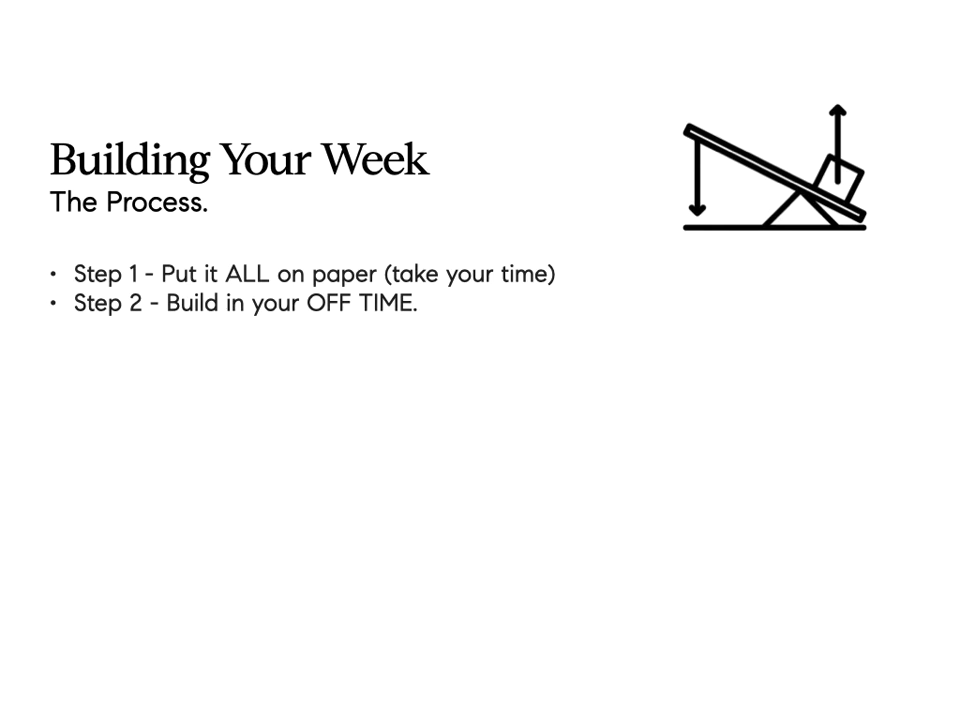 Building Your Week
The Process.
• Step 1 - Put it ALL on paper (take your time)
• Step 2 - Build in your OFF TIME.